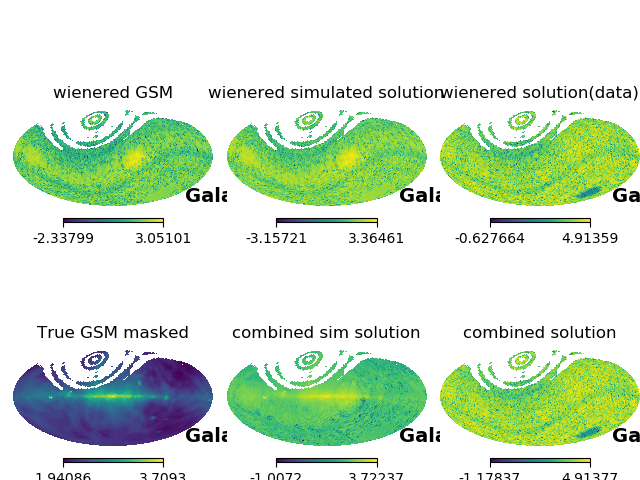 wienered GSM
wienered simulated solution
wienered solution(data)
Gala
Gala
Ga
-2.33799 3.05101
-3.15721 3.36461
-0.627664 4.91359
True GSM masked
combined sim solution
combined solution
Gala
Gala
Ga
1.94086 3.7093
-1.0072 3.72237
-1.17837 4.91377